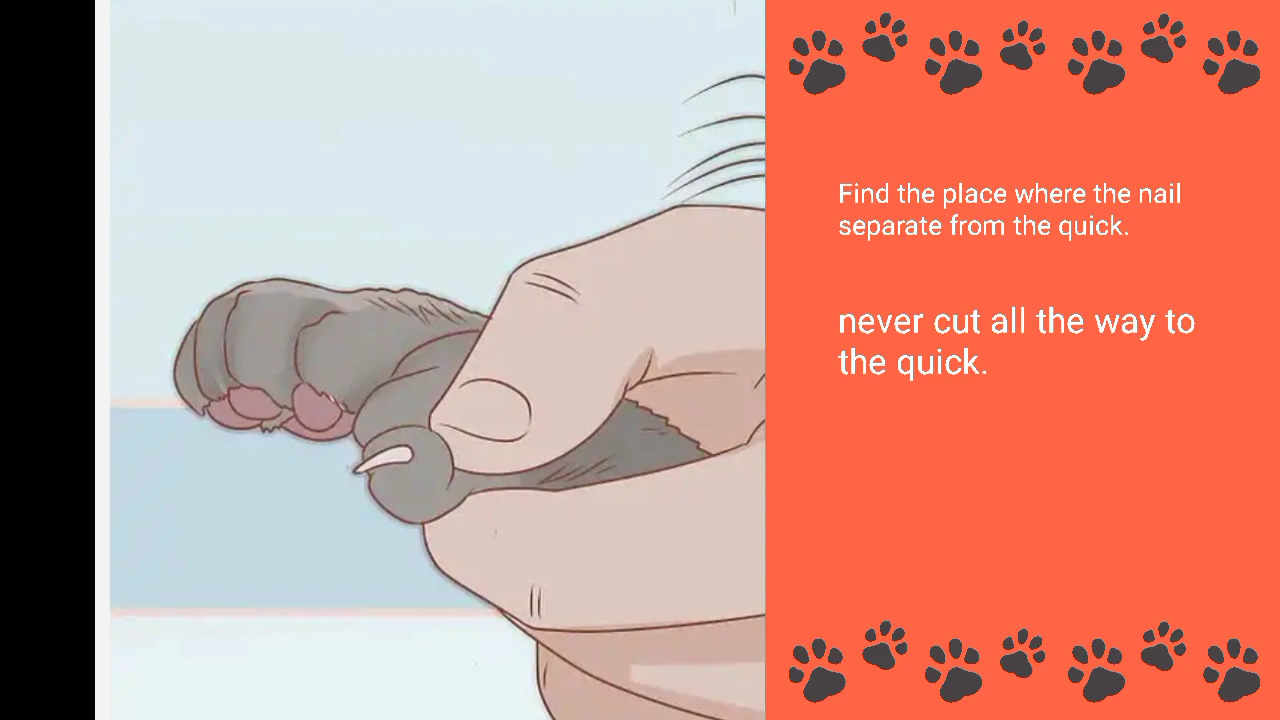 Find the place where the nail
separate from the quick.
never cut all the way to
the quick.